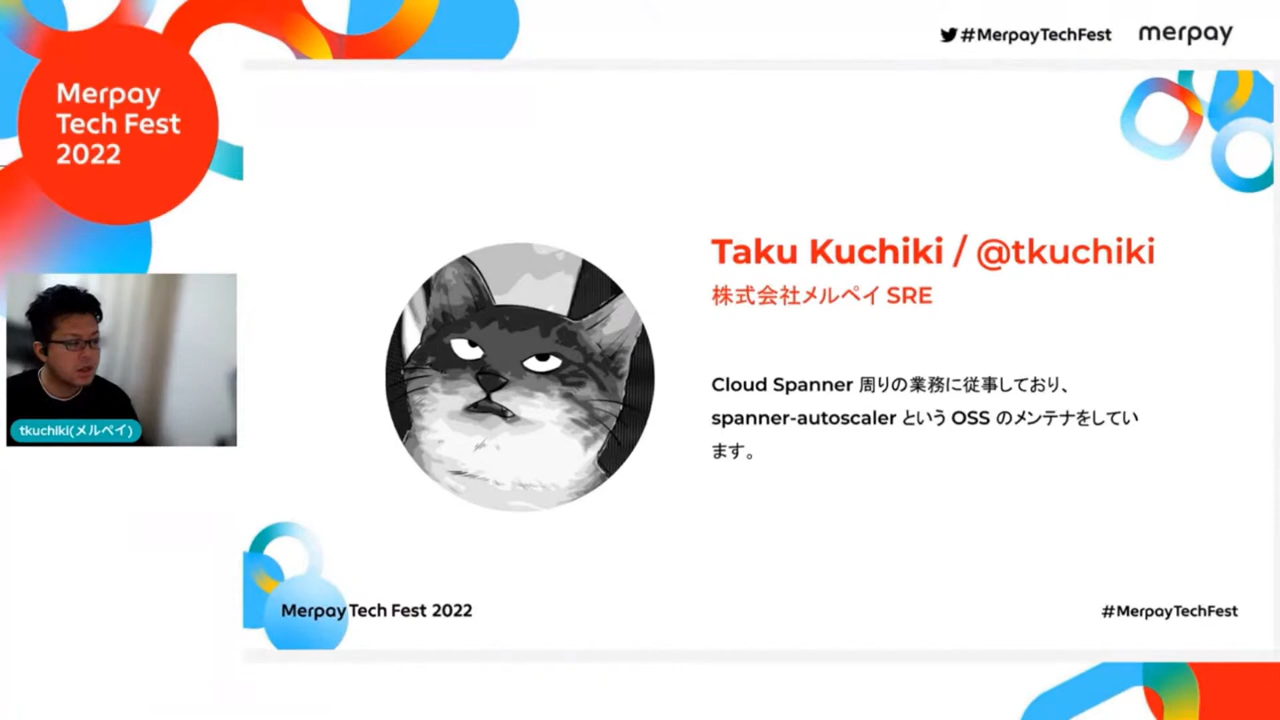 Merpay
Tech Fest
2022
#MerpayTechFest
merpay
Taku Kuchiki / @tkuchiki
株式会社メルペイ SRE
Cloud Spanner 周りの業務に従事しており、
spanner-autoscaler という OSS のメンテナをしてい
ます。
tkuchiki(メルペイ)
Merpay Tech Fest 2022
#MerpayTechFest